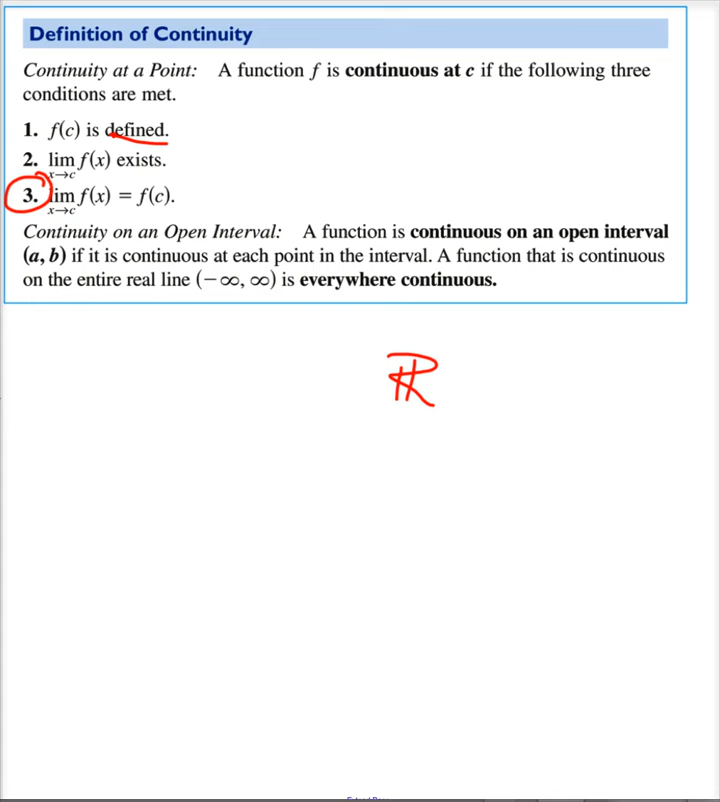 Definition of Continuity
Continuity at a Point: A function f is continuous at c if the following three
conditions are met.
1. f(c) is defined.
2. lim f(x) exists.
x→c
3. lim f(x) = f(c).
x→c
Continuity on an Open Interval: A function is continuous on an open interval
(a, b) if it is continuous at each point in the interval. A function that is continuous
on the entire real line (−∞, ∞) is everywhere continuous.
ℝ